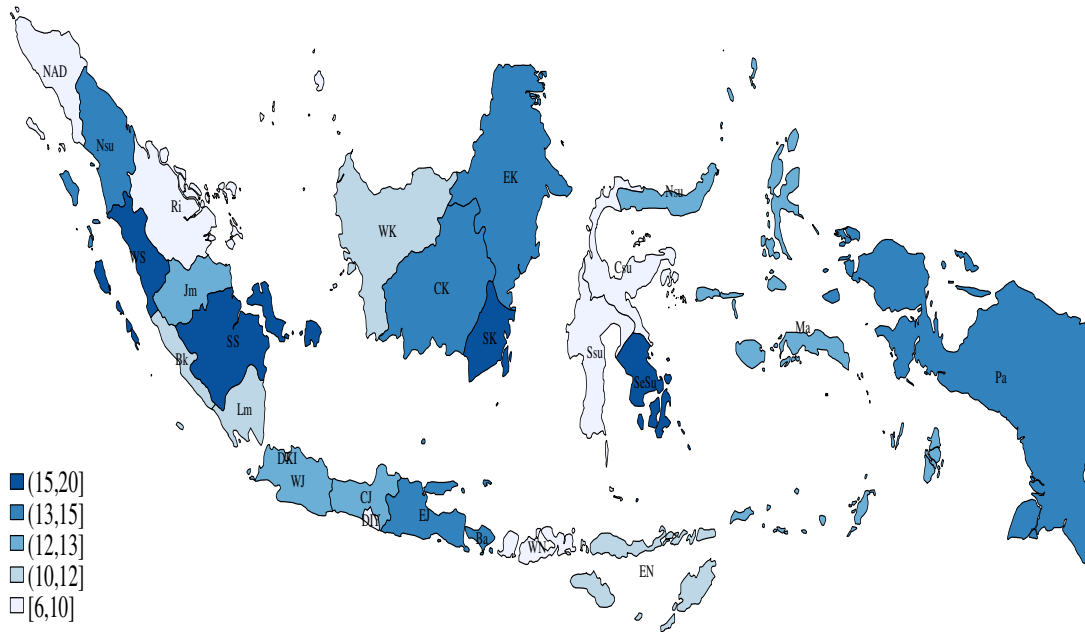 NAD
Nsu
EK
Ri
Nsu
WK
WS
Csu
Jm
CK
Ma
SS
SK
Bk
Ssu
SeSu
Pa
Lm
DKI
WJ
CJ
DIY
EJ
Ba
WN
EN
(15,20]
(13,15]
(12,13]
(10,12]
[6,10]